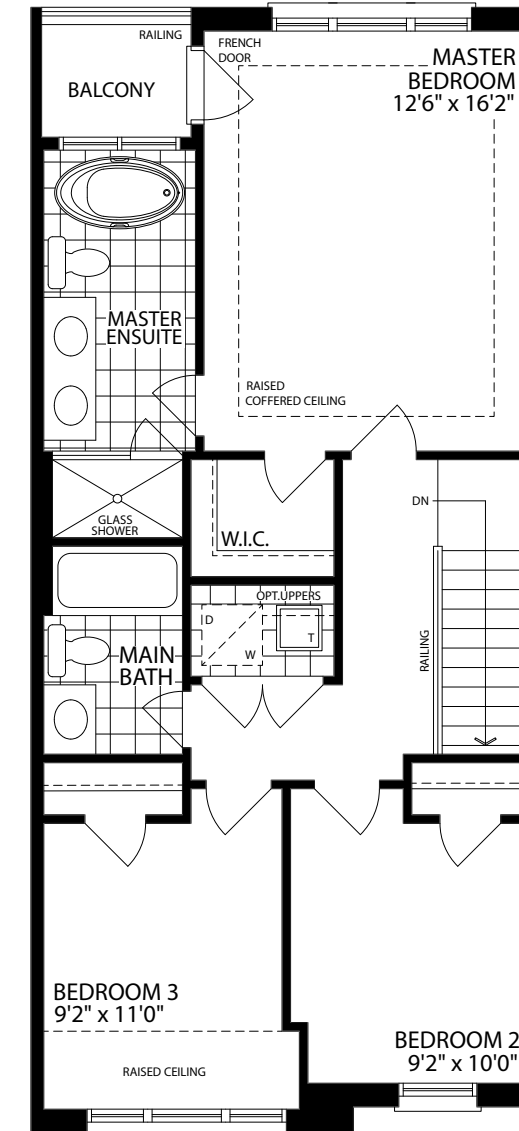 RAILING
FRENCH
DOOR
BALCONY
MASTER
BEDROOM
12'6" x 16'2"
MASTER
ENSUITE
RAISED
COFFERED CEILING
GLASS
SHOWER
W.I.C.
DN
OPT.UPPERS
D
W
T
RAILING
MAIN
BATH
BEDROOM 3
9'2" x 11'0"
RAISED CEILING
BEDROOM 2
9'2" x 10'0"